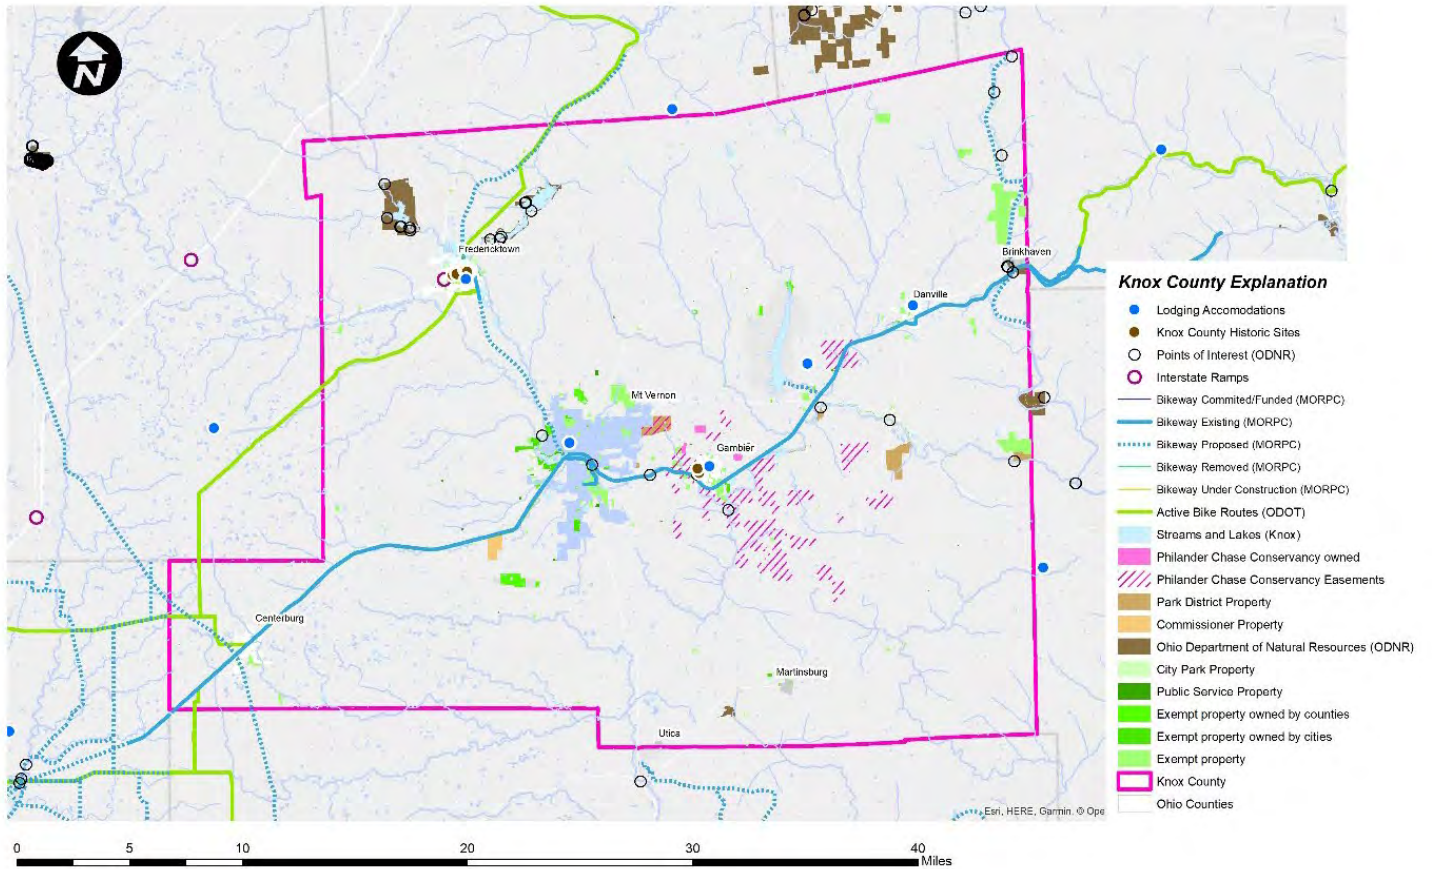 N
Fredericktown
Brinkhaven
Danville
Mt Vernon
Gambier
Centerburg
Martinsburg
Utica
Esri, HERE, Garmin, © Ope
Knox County Explanation
Lodging Accomodations
Knox County Historic Sites
Points of Interest (ODNR)
Interstate Ramps
Bikeway Commited/Funded (MORPC)
Bikeway Existing (MORPC)
Bikeway Proposed (MORPC)
Bikeway Removed (MORPC)
Bikeway Under Construction (MORPC)
Active Bike Routes (ODOT)
Streams and Lakes (Knox)
Philander Chase Conservancy owned
Philander Chase Conservancy Easements
Park District Property
Commissioner Property
Ohio Department of Natural Resources (ODNR)
City Park Property
Public Service Property
Exempt property owned by counties
Exempt property owned by cities
Exempt property
Knox County
Ohio Counties
0 5 10 20 30 40
Miles